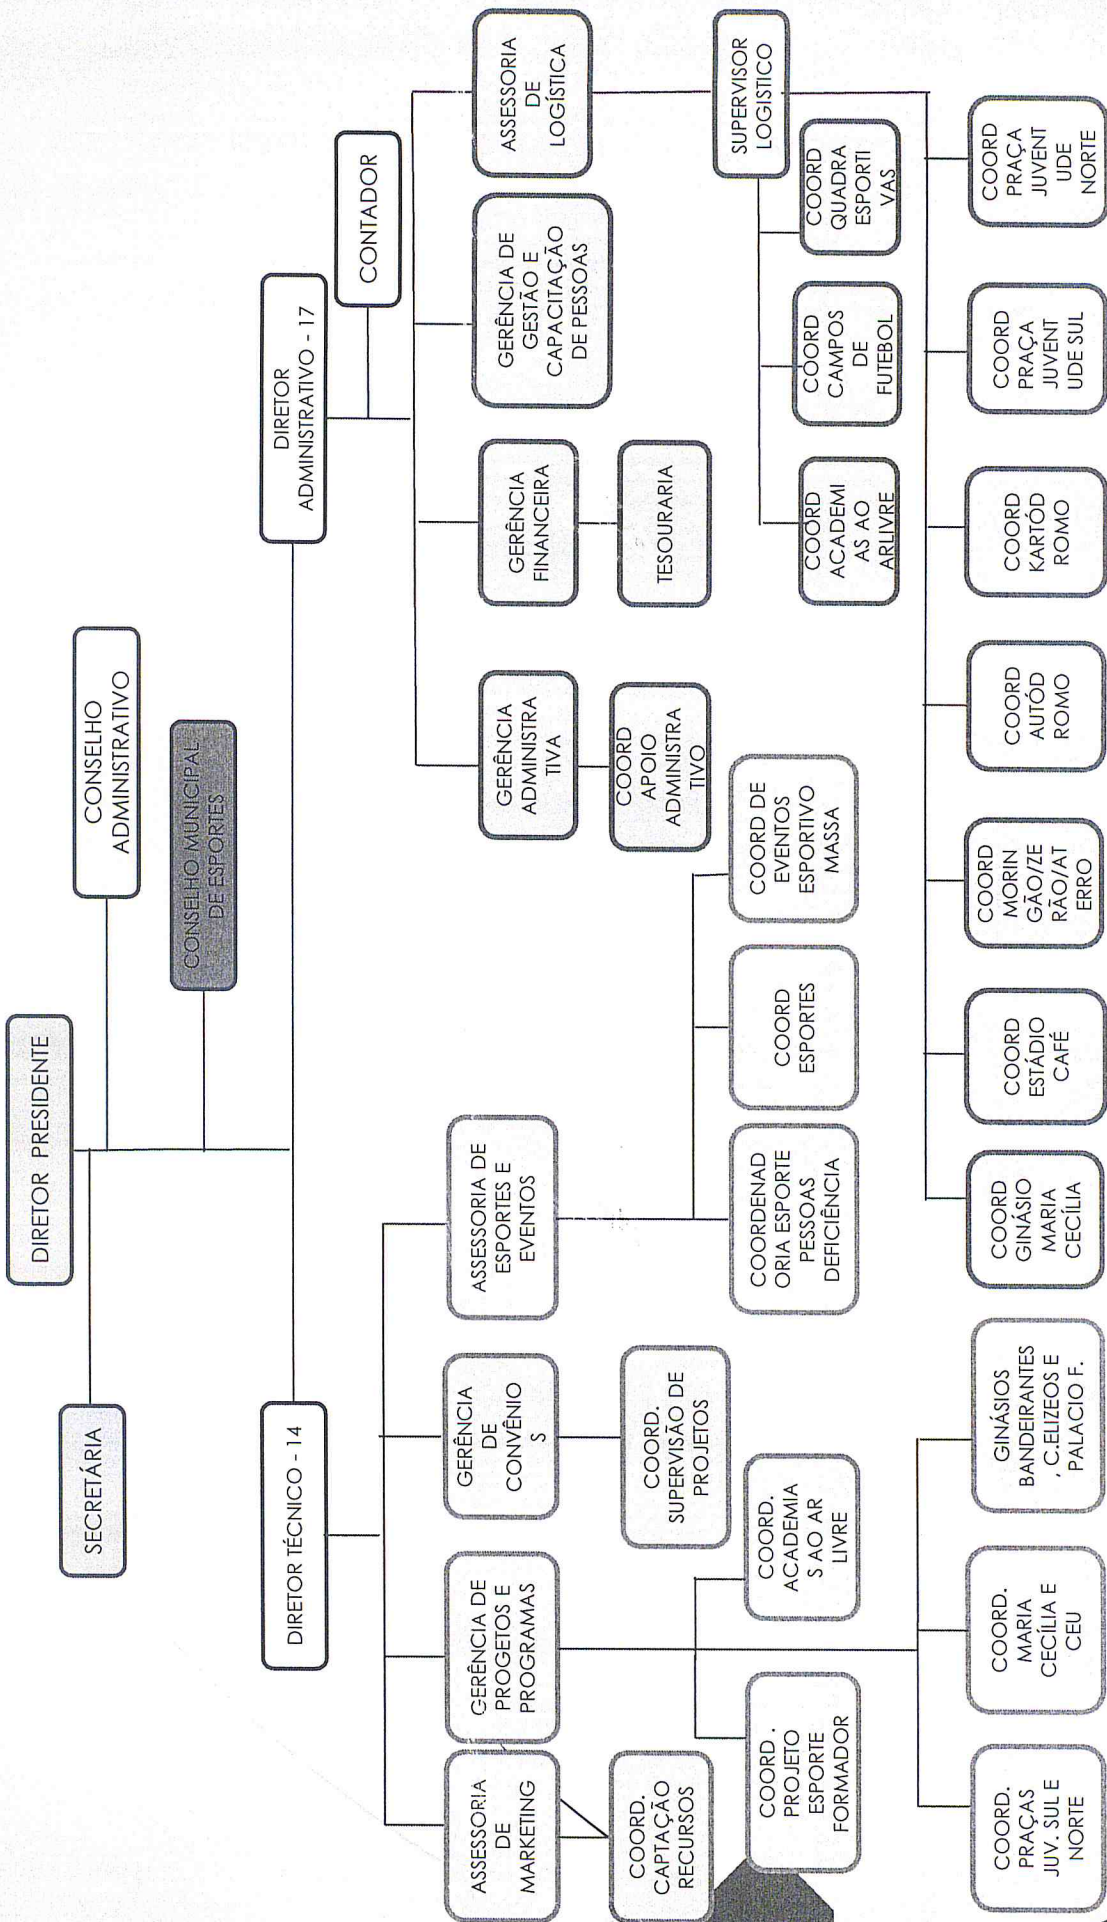 DIRETOR PRESIDENTE
SECRETÁRIA
CONSELHO
ADMINISTRATIVO
CONSELHO MUNICIPAL
DE ESPORTES
DIRETOR TÉCNICO - 14
DIRETOR
ADMINISTRATIVO - 17
CONTADOR
ASSESSORIA
DE
MARKETING
GERÊNCIA DE
PROGETOS E
PROGRAMAS
GERÊNCIA
DE
CONVÊNIO
S
ASSESSORIA DE
ESPORTES E
EVENTOS
GERÊNCIA
ADMINISTRA
TIVA
GERÊNCIA
FINANCEIRA
GERÊNCIA DE
GESTÃO E
CAPACITAÇÃO
DE PESSOAS
ASSESSORIA
DE
LOGÍSTICA
COORD.
CAPTAÇÃO
RECURSOS
COORD.
SUPERVISÃO DE
PROJETOS
COORD
APOIO
ADMINISTRA
TIVO
TESOURARIA
SUPERVISOR
LOGISTICO
COORD.
PROJETO
ESPORTE
FORMADOR
COORD.
ACADEMIA
S AO AR
LIVRE
COORDENAD
ORIA ESPORTE
PESSOAS
DEFICIÊNCIA
COORD
ESPORTES
COORD DE
EVENTOS
ESPORTIVO
MASSA
COORD
ACADEMI
AS AO
ARLIVRE
COORD
CAMPOS
DE
FUTEBOL
COORD
QUADRA
ESPORTI
VAS
COORD.
PRAÇAS
JUV. SUL E
NORTE
COORD.
MARIA
CECÍLIA E
CEU
GINÁSIOS
BANDEIRANTES
, C.ELIZEOS E
PALACIO F.
COORD
GINÁSIO
MARIA
CECÍLIA
COORD
ESTÁDIO
CAFÉ
COORD
MORIN
GÃO/ZE
RÃO/AT
ERRO
COORD
AUTÓD
ROMO
COORD
KARTÓD
ROMO
COORD
PRAÇA
JUVENT
UDE SUL
COORD
PRAÇA
JUVENT
UDE
NORTE